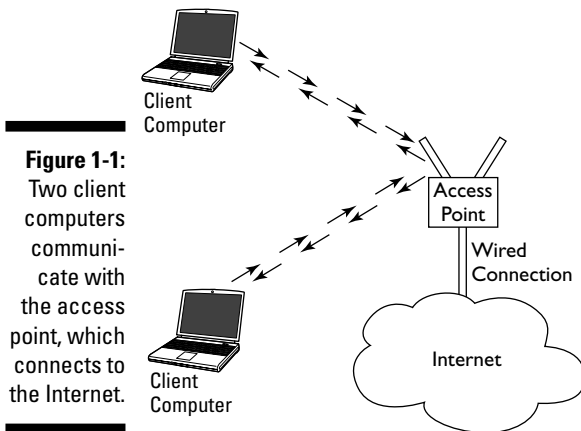 Client
Computer
Figure 1-1:
Two client
computers
communi-
cate with
the access
point, which
connects to
the Internet.
Access
Point
Wired
Connection
Internet
Client
Computer